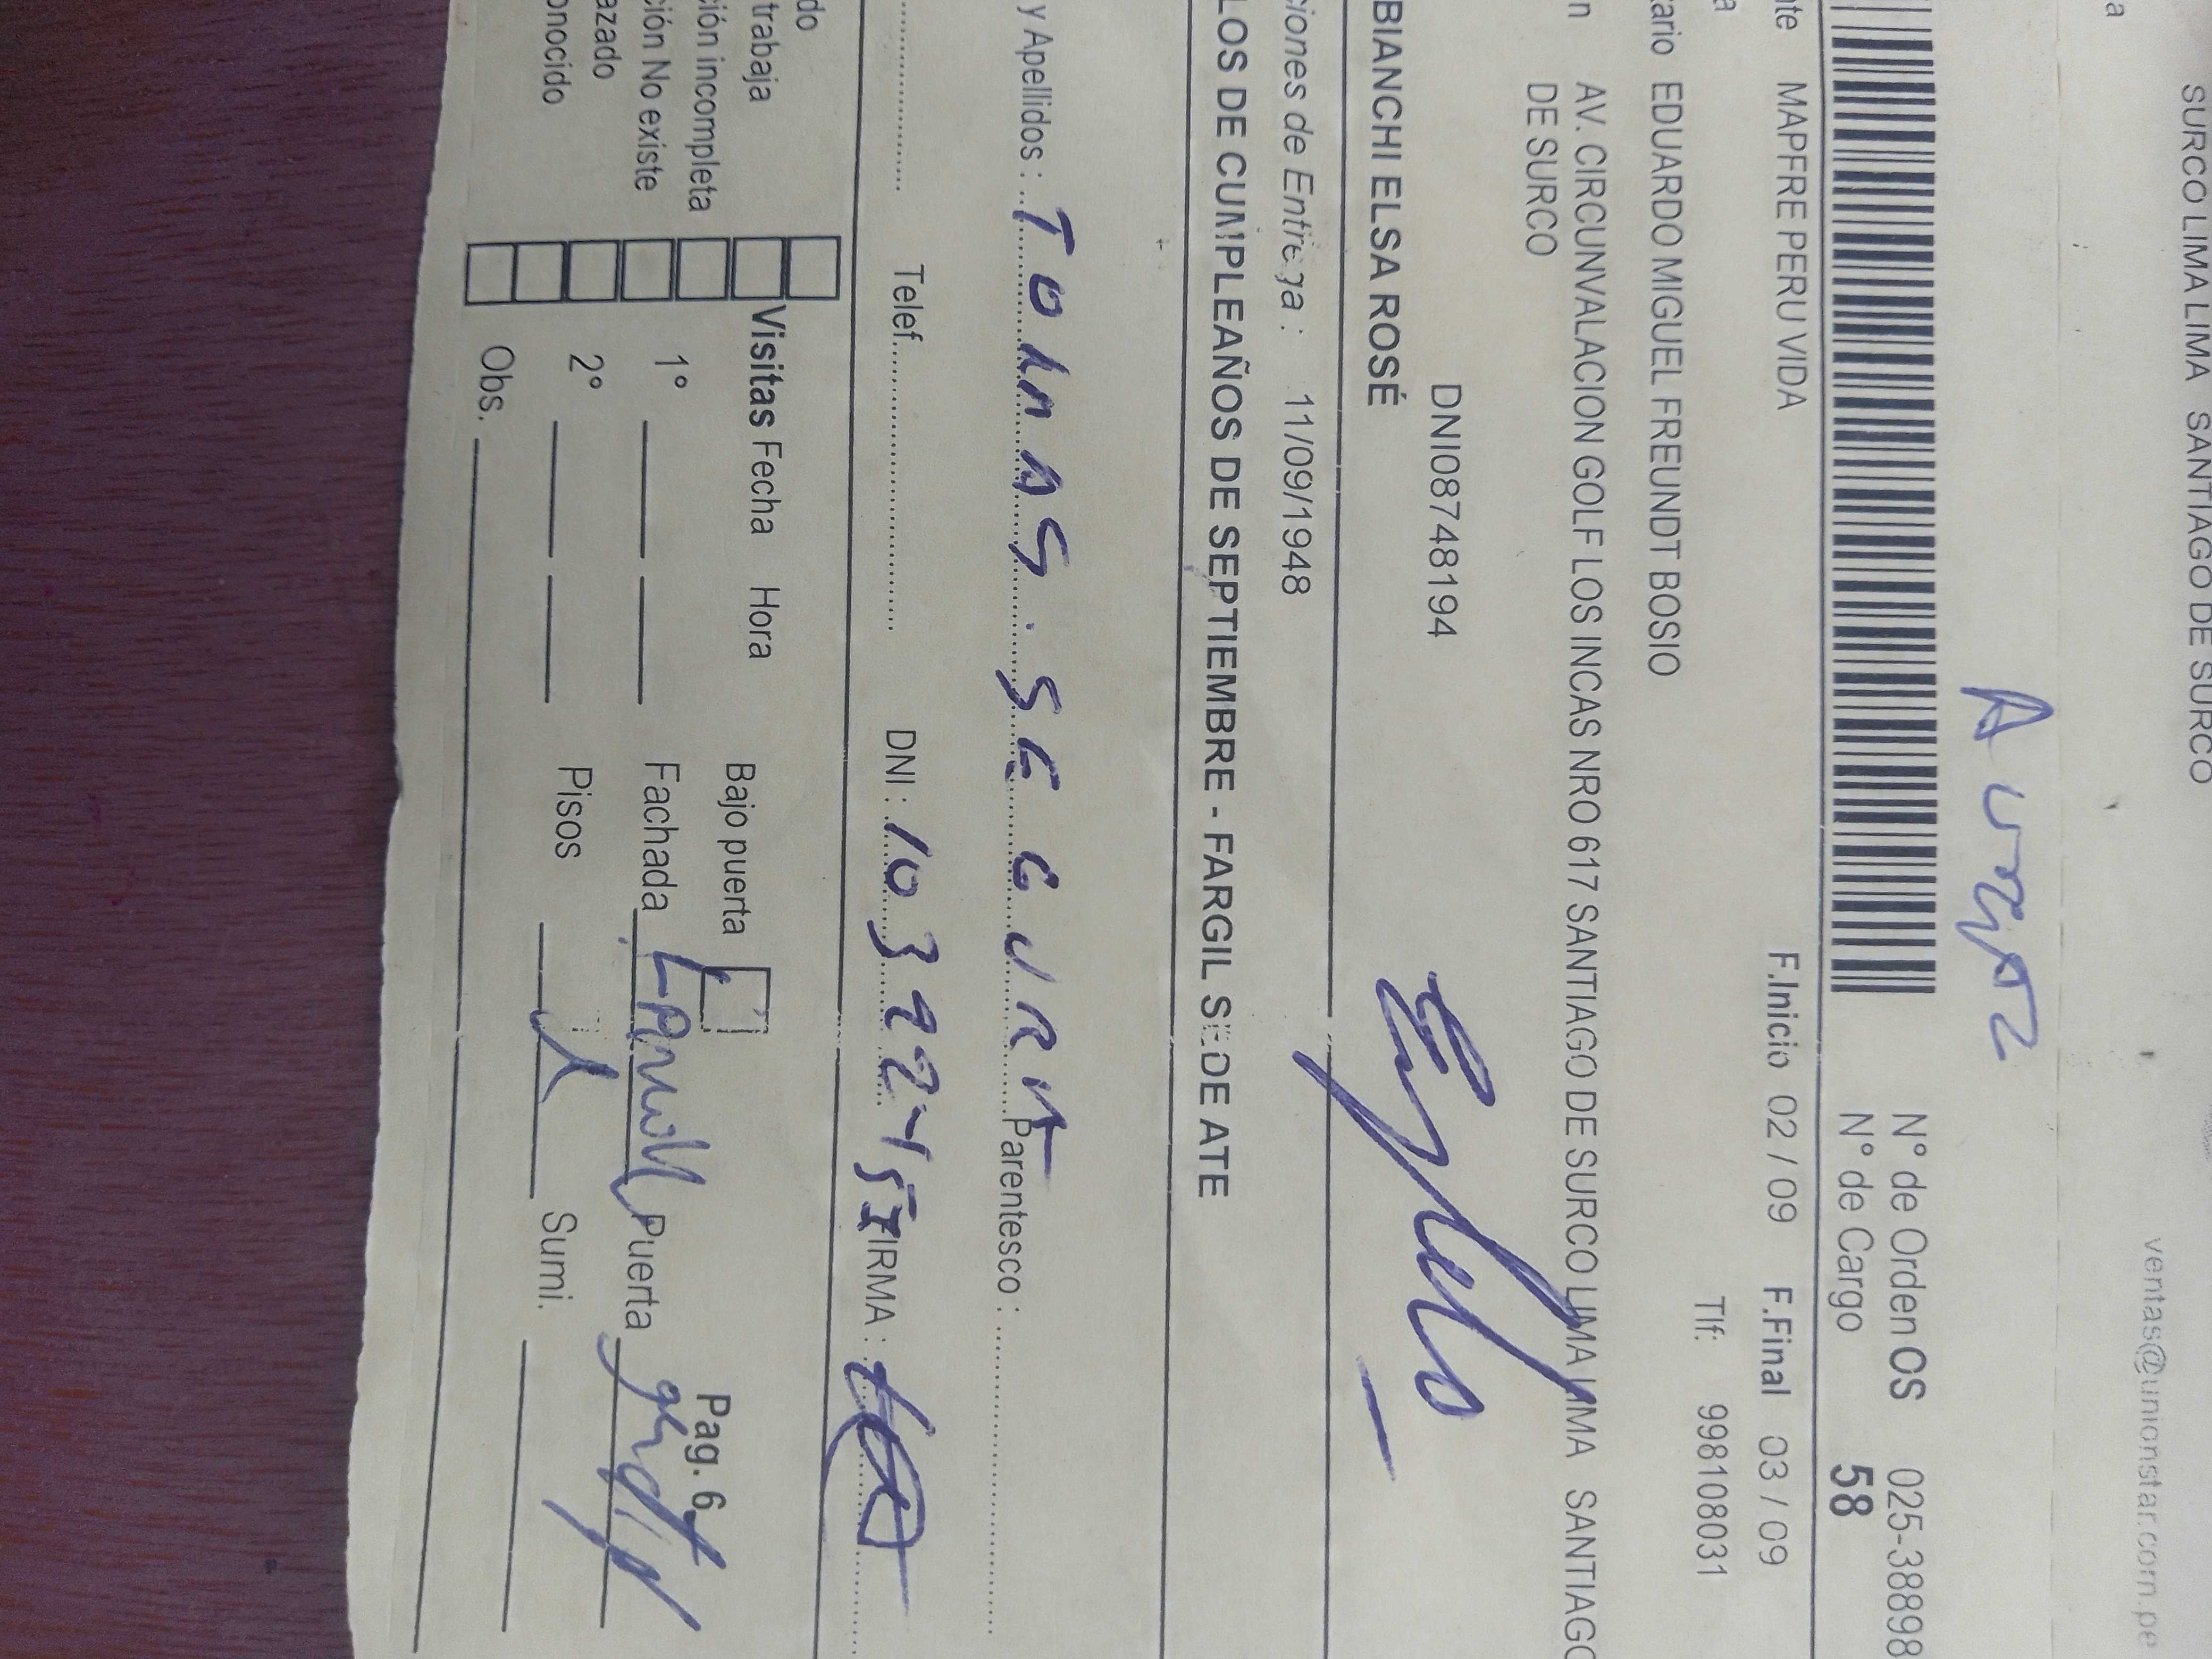 a SURCO LIMA LIMA SANTIAGO DE SURCO
ventas@unionstar.com.pe
N° de Orden OS 025-38898
N° de Cargo 58
nte MAPFRE PERU VIDA F.Inicio 02 / 09 F.Final 03 / 09
a Tlf: 998108031
tario EDUARDO MIGUEL FREUNDT BOSIO
n AV. CIRCUNVALACION GOLF LOS INCAS NRO 617 SANTIAGO DE SURCO LIMA LIMA SANTIAGO
DE SURCO
DNI08748194
BIANCHI ELSA ROSÉ
ciones de Entrega : 11/09/1948
LOS DE CUMPLEAÑOS DE SEPTIEMBRE - FARGIL SEDE ATE
y Apellidos : TOMAS. SEGURA Parentesco :
Telef. DNI : FIRMA :
do
trabaja Visitas Fecha Hora Bajo puerta Pag. 6
ción incompleta
ción No existe 1° Fachada Puerta
azado 2° Pisos Sumi.
onocido Obs.